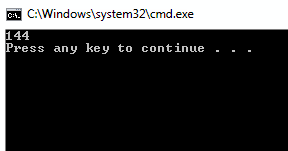 C:\Windows\system32\cmd.exe
144
Press any key to continue . . .